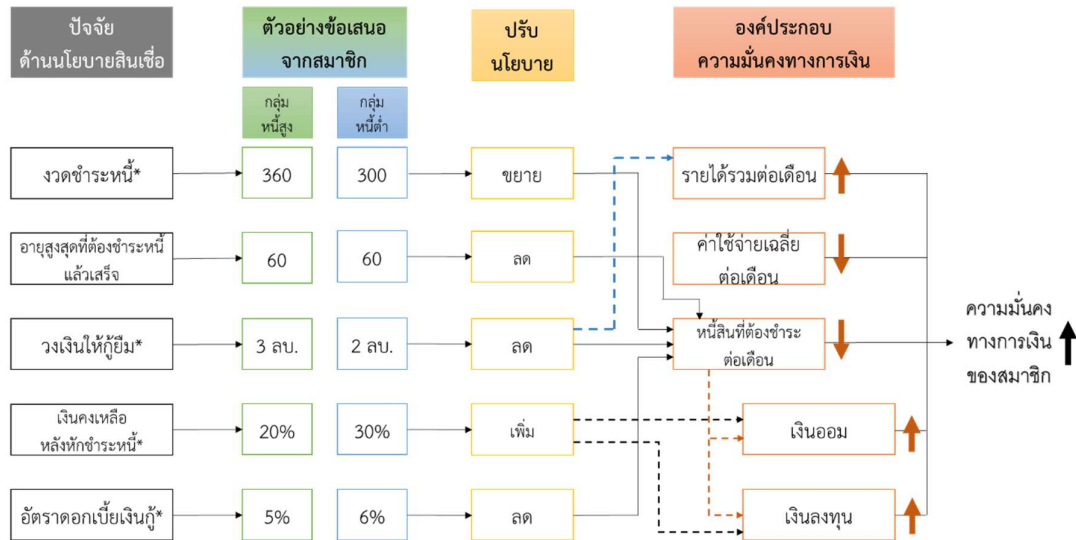 ปัจจัย
ด้านนโยบายสินเชื่อ
ตัวอย่างข้อเสนอ
จากสมาชิก
ปรับ
นโยบาย
องค์ประกอบ
ความมั่นคงทางการเงิน
กลุ่ม
หนี้สูง
กลุ่ม
หนี้ต่ำ
งวดชำระหนี้*
360
300
ขยาย
รายได้รวมต่อเดือน
อายุสูงสุดที่ต้องชำระหนี้
แล้วเสร็จ
60
60
ลด
ค่าใช้จ่ายเฉลี่ย
ต่อเดือน
วงเงินให้กู้ยืม*
3 ลบ.
2 ลบ.
ลด
หนี้สินที่ต้องชำระ
ต่อเดือน
ความมั่นคง
ทางการเงิน
ของสมาชิก
เงินคงเหลือ
หลังหักชำระหนี้*
20%
30%
เพิ่ม
เงินออม
อัตราดอกเบี้ยเงินกู้*
5%
6%
ลด
เงินลงทุน